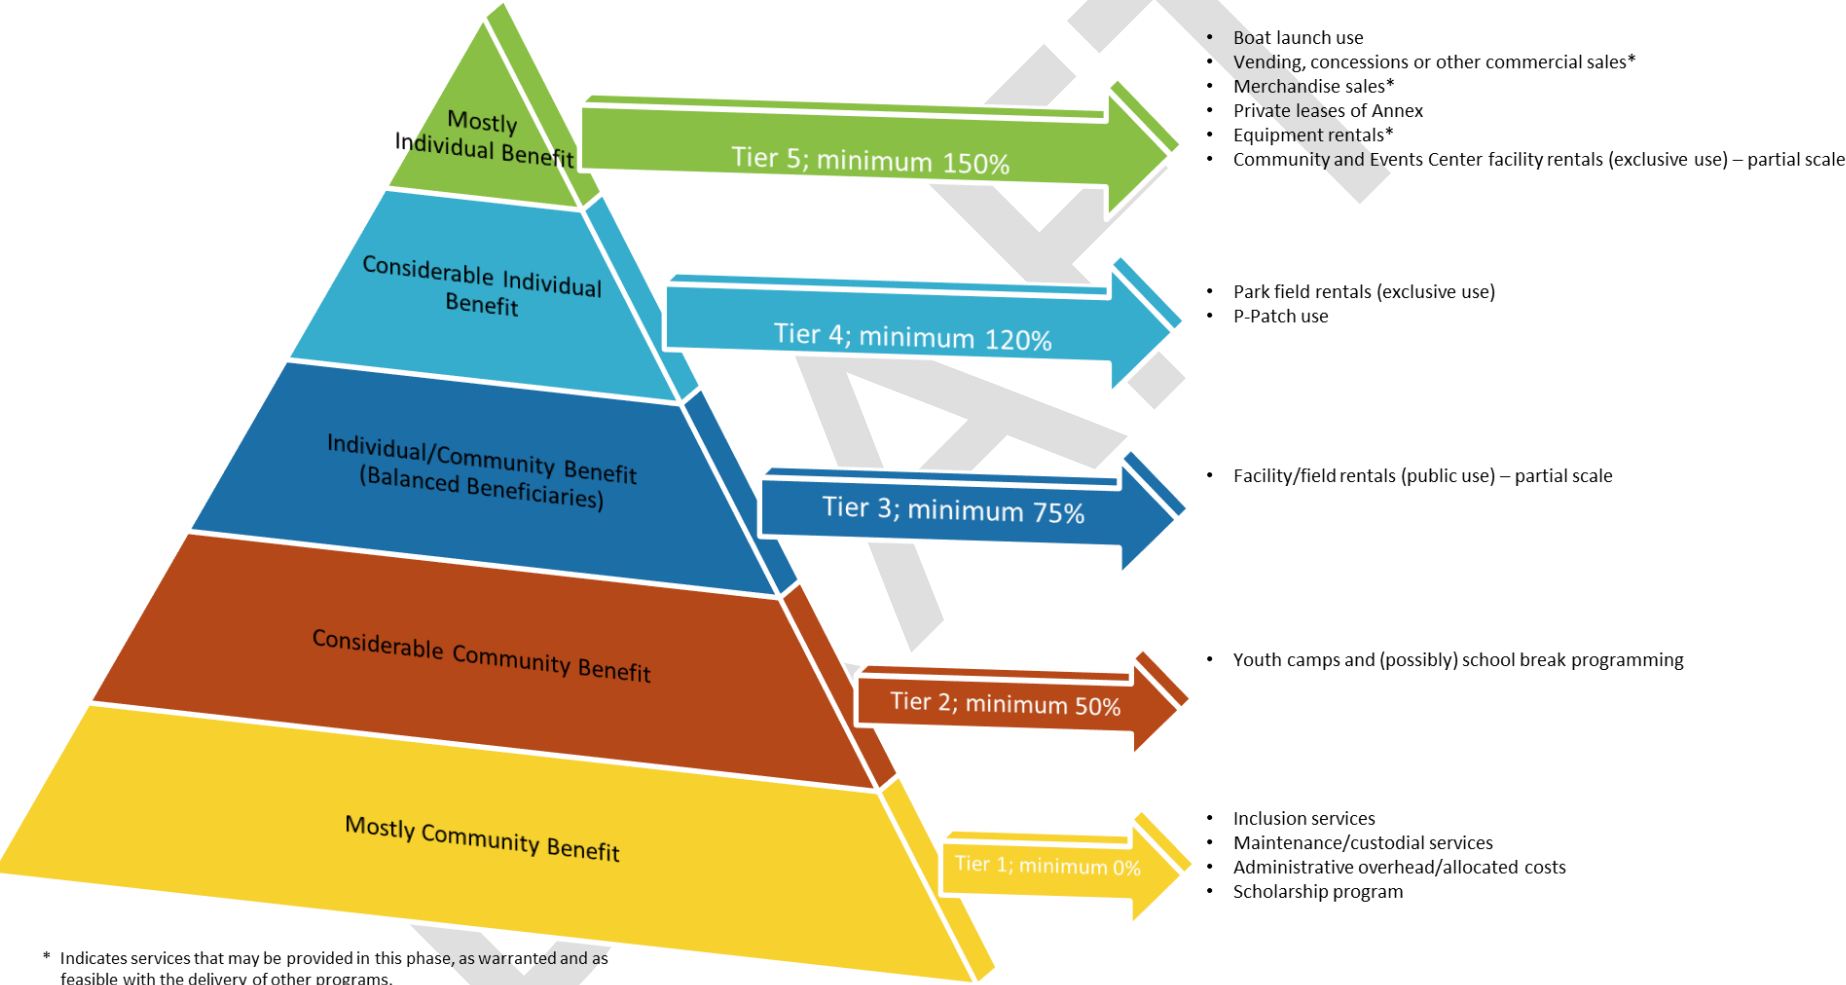 Mostly
Individual Benefit
Tier 5; minimum 150%
• Boat launch use
• Vending, concessions or other commercial sales*
• Merchandise sales*
• Private leases of Annex
• Equipment rentals*
• Community and Events Center facility rentals (exclusive use) – partial scale
Considerable Individual
Benefit
Tier 4; minimum 120%
• Park field rentals (exclusive use)
• P-Patch use
Individual/Community Benefit
(Balanced Beneficiaries)
Tier 3; minimum 75%
• Facility/field rentals (public use) – partial scale
Considerable Community Benefit
Tier 2; minimum 50%
• Youth camps and (possibly) school break programming
Mostly Community Benefit
Tier 1; minimum 0%
• Inclusion services
• Maintenance/custodial services
• Administrative overhead/allocated costs
• Scholarship program
* Indicates services that may be provided in this phase, as warranted and as
feasible with the delivery of other programs.